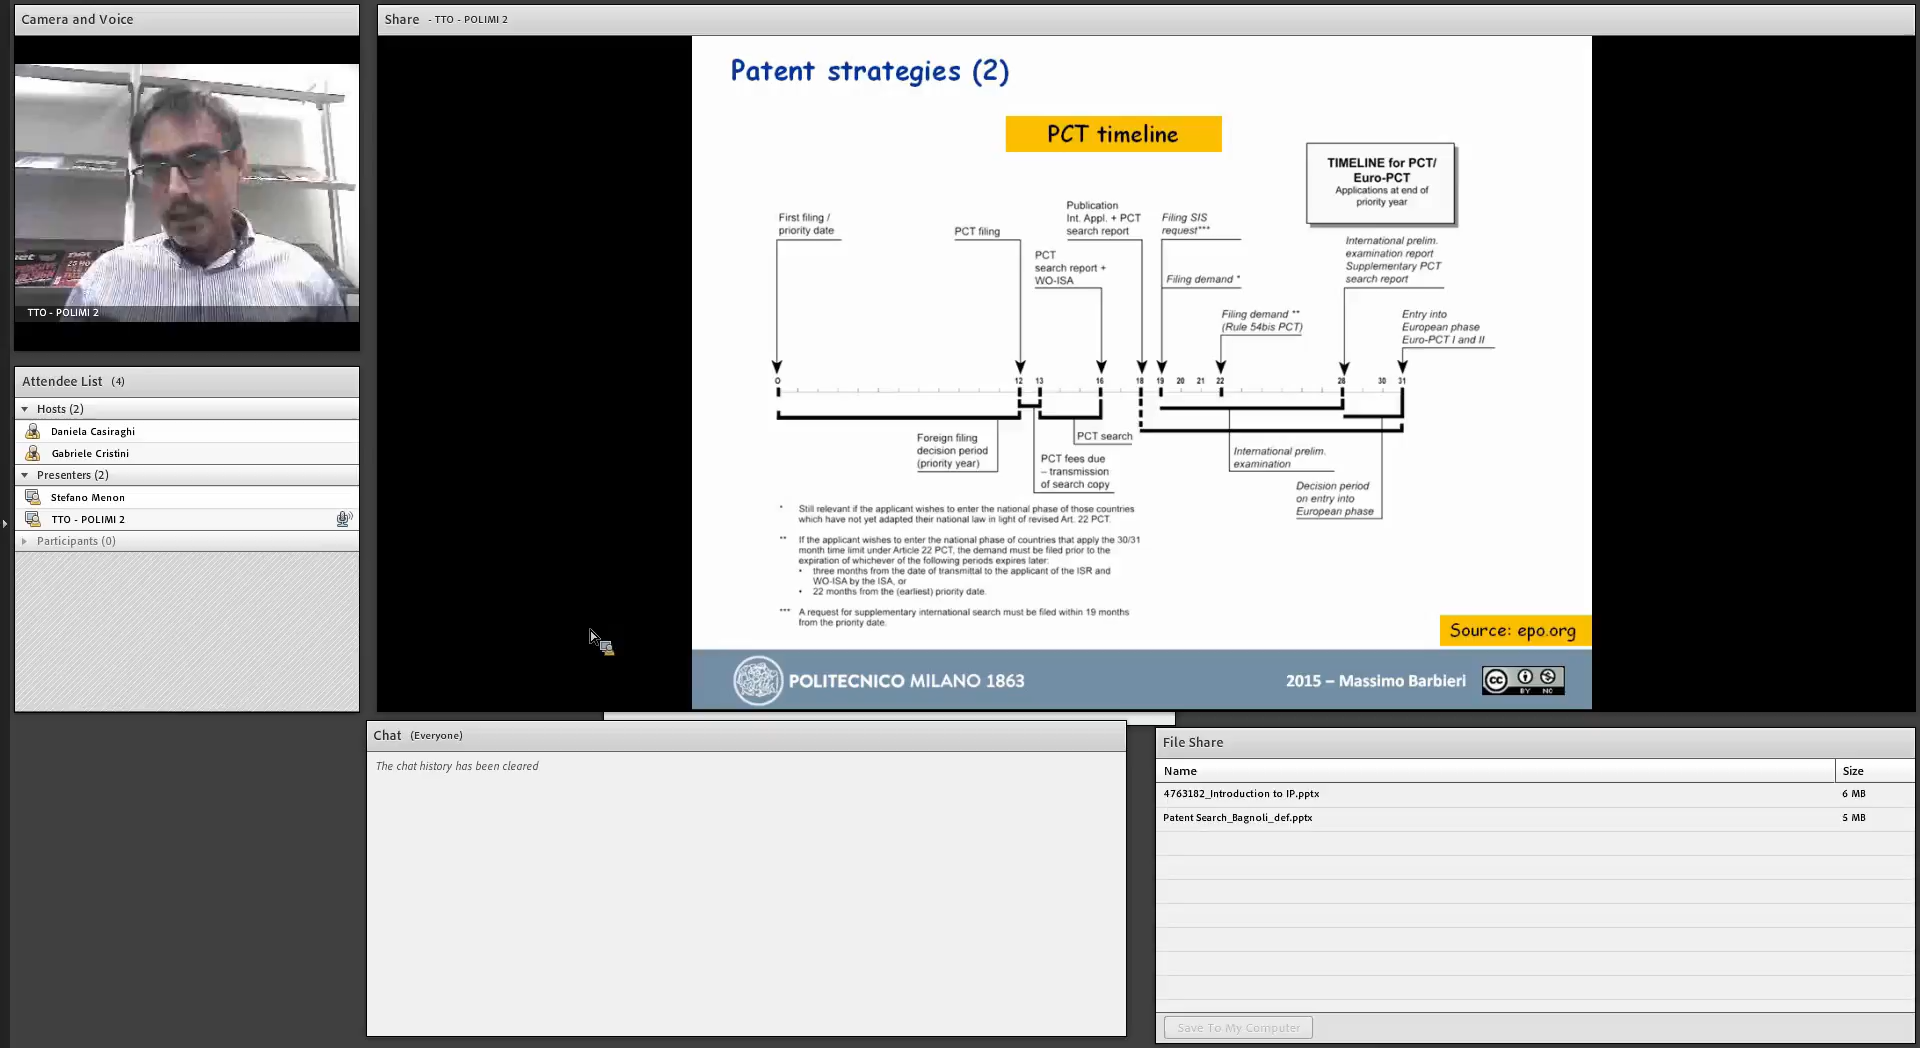 Camera and Voice
TTO - POLIMI 2
Attendee List (4)
Hosts (2)
Daniela Casiraghi
Gabriele Cristini
Presenters (2)
Stefano Menon
TTO - POLIMI 2
Participants (0)
Share - TTO - POLIMI 2
Patent strategies (2)
PCT timeline
TIMELINE for PCT/
Euro-PCT
Applications at end of
priority year
First filing /
priority date
PCT filing
PCT
search report +
WO-ISA
Publication
Int. Appl. + PCT
search report
Filing SIS
request***
Filing demand *
Filing demand **
(Rule 54bis PCT)
International prelim.
examination report
Supplementary PCT
search report
Entry into
European phase
Euro-PCT I and II
0 12 13 16 18 19 20 21 22 28 30 31
Foreign filing
decision period
(priority year)
PCT search
PCT fees due
– transmission
of search copy
International prelim.
examination
Decision period
on entry into
European phase
* Still relevant if the applicant wishes to enter the national phase of those countries
which have not yet adapted their national law in light of revised Art. 22 PCT.
** If the applicant wishes to enter the national phase of countries that apply the 30/31
month time limit under Article 22 PCT, the demand must be filed prior to the
expiration of whichever of the following periods expires later:
• three months from the date of transmittal to the applicant of the ISR and
WO-ISA by the ISA, or
• 22 months from the (earliest) priority date.
*** A request for supplementary international search must be filed within 19 months
from the priority date.
Source: epo.org
POLITECNICO MILANO 1863
2015 – Massimo Barbieri
cc BY NC
Chat (Everyone)
The chat history has been cleared
File Share
Name Size
4763182_Introduction to IP.pptx 6 MB
Patent Search_Bagnoli_def.pptx 5 MB
Save To My Computer